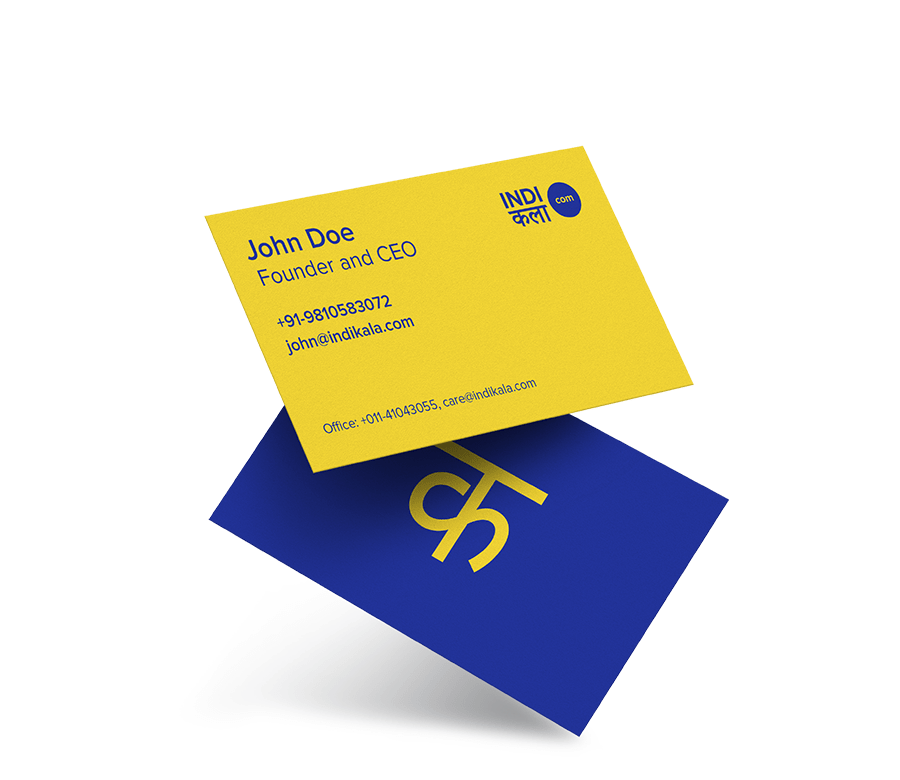 INDI
कला
com
John Doe
Founder and CEO
+91-9810583072
john@indikala.com
Office: +011-41043055, care@indikala.com
क